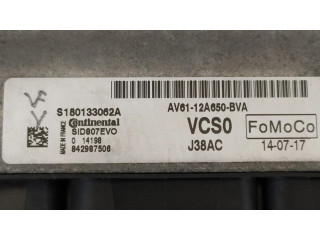 S180133062A
Continental
SID807EVO
0 14198
842987506
MADE IN FRANCE
AV61-12A650-BVA
VCS0
FoMoCo
J38AC
14-07-17